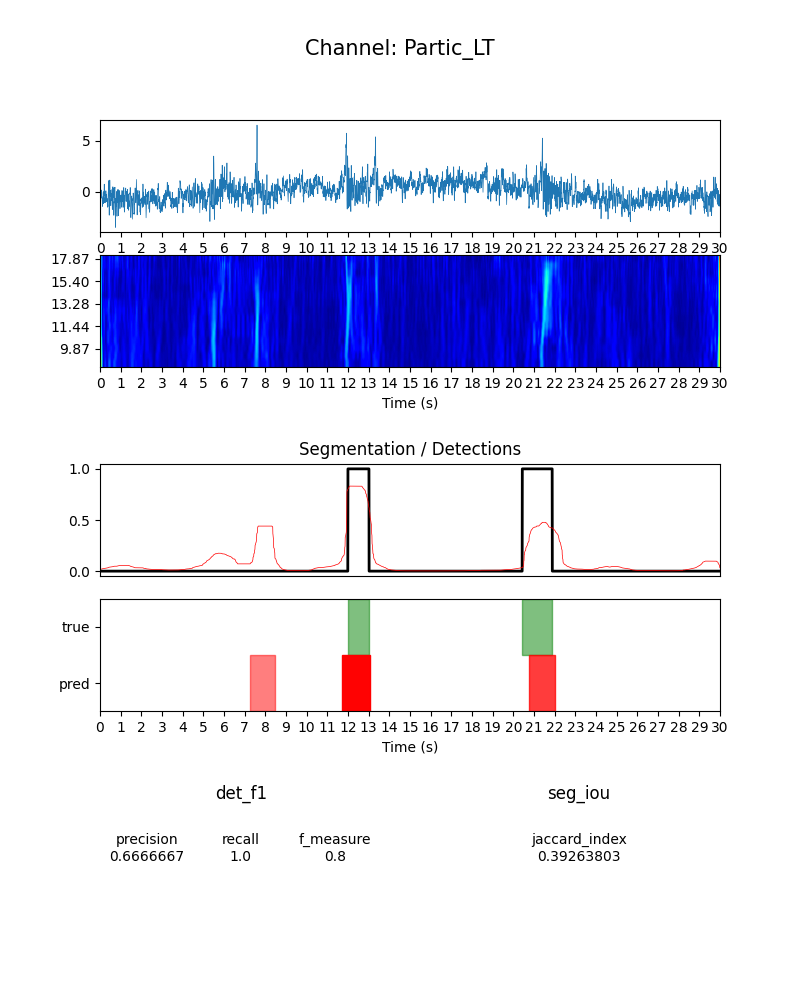 Channel: Partic_LT
5
0
0 1 2 3 4 5 6 7 8 9 10 11 12 13 14 15 16 17 18 19 20 21 22 23 24 25 26 27 28 29 30
17.87
15.40
13.28
11.44
9.87
0 1 2 3 4 5 6 7 8 9 10 11 12 13 14 15 16 17 18 19 20 21 22 23 24 25 26 27 28 29 30
Time (s)
Segmentation / Detections
1.0
0.5
0.0
true
pred
0 1 2 3 4 5 6 7 8 9 10 11 12 13 14 15 16 17 18 19 20 21 22 23 24 25 26 27 28 29 30
Time (s)
det_f1 seg_iou
precision recall f_measure jaccard_index
0.6666667 1.0 0.8 0.39263803